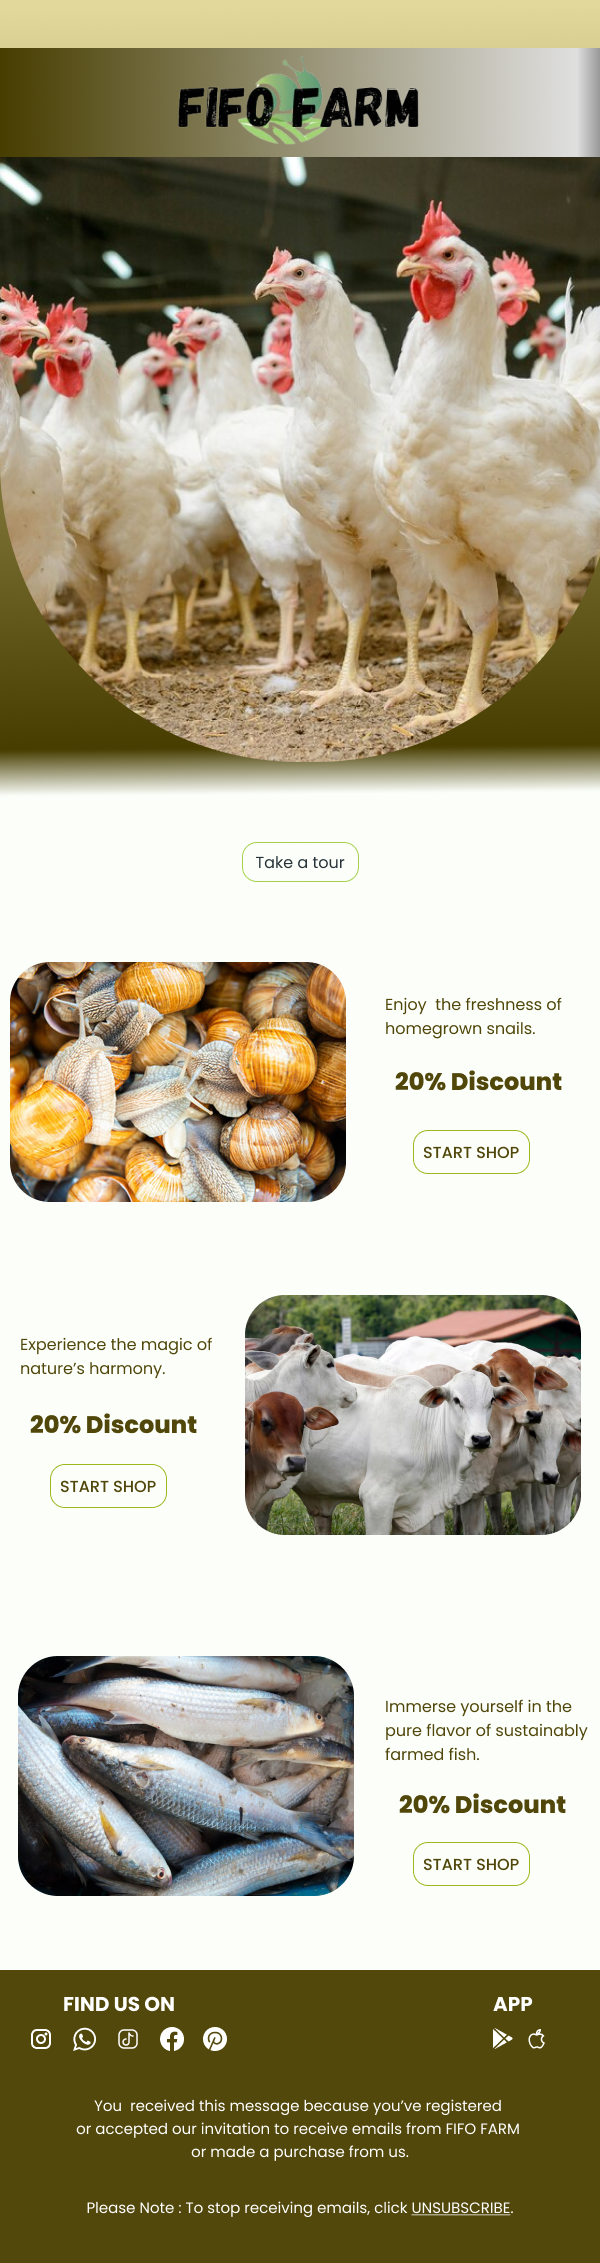 FIFO FARM
Take a tour
Enjoy  the freshness of
homegrown snails.
20% Discount
START SHOP
Experience the magic of
nature's harmony.
20% Discount
START SHOP
Immerse yourself in the
pure flavor of sustainably
farmed fish.
20% Discount
START SHOP
FIND US ON
APP
You  received this message because you've registered
or accepted our invitation to receive emails from FIFO FARM
or made a purchase from us.
Please Note : To stop receiving emails, click UNSUBSCRIBE.